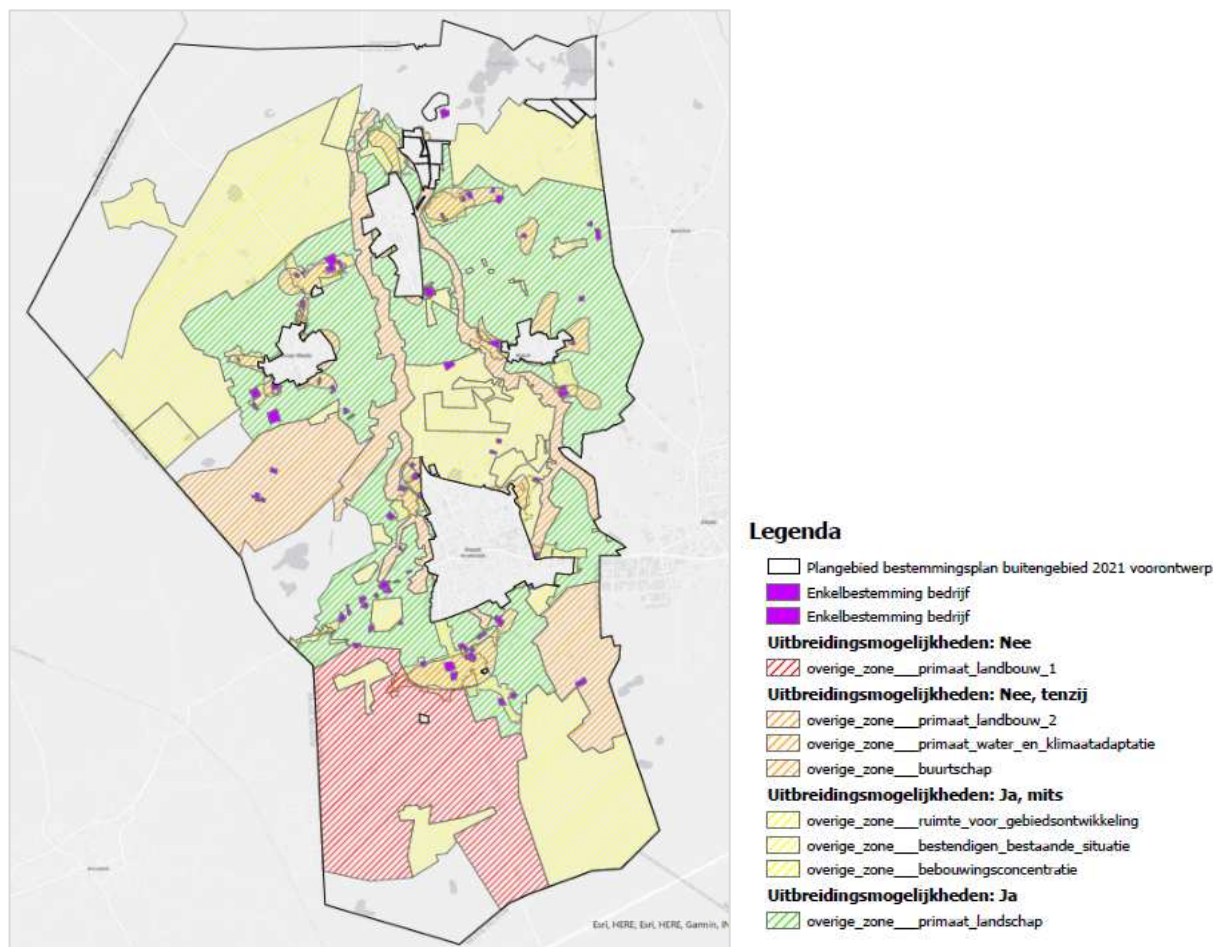 Esri, HERE, Esri, HERE, Garmin, IN
Legenda
Plangebied bestemmingsplan buitengebied 2021 voorontwerp
Enkelbestemming bedrijf
Enkelbestemming bedrijf
Uitbreidingsmogelijkheden: Nee
overige_zone___primaat_landbouw_1
Uitbreidingsmogelijkheden: Nee, tenzij
overige_zone___primaat_landbouw_2
overige_zone___primaat_water_en_klimaatadaptatie
overige_zone___buurtschap
Uitbreidingsmogelijkheden: Ja, mits
overige_zone___ruimte_voor_gebiedsontwikkeling
overige_zone___bestendigen_bestaande_situatie
overige_zone___bebouwingsconcentratie
Uitbreidingsmogelijkheden: Ja
overige_zone___primaat_landschap